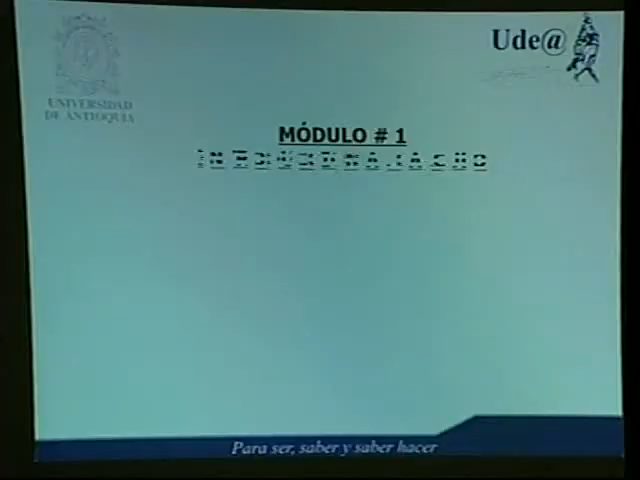 UNIVERSIDAD
DE ANTIOQUIA
Ude@
MÓDULO # 1
Para ser, saber y saber hacer